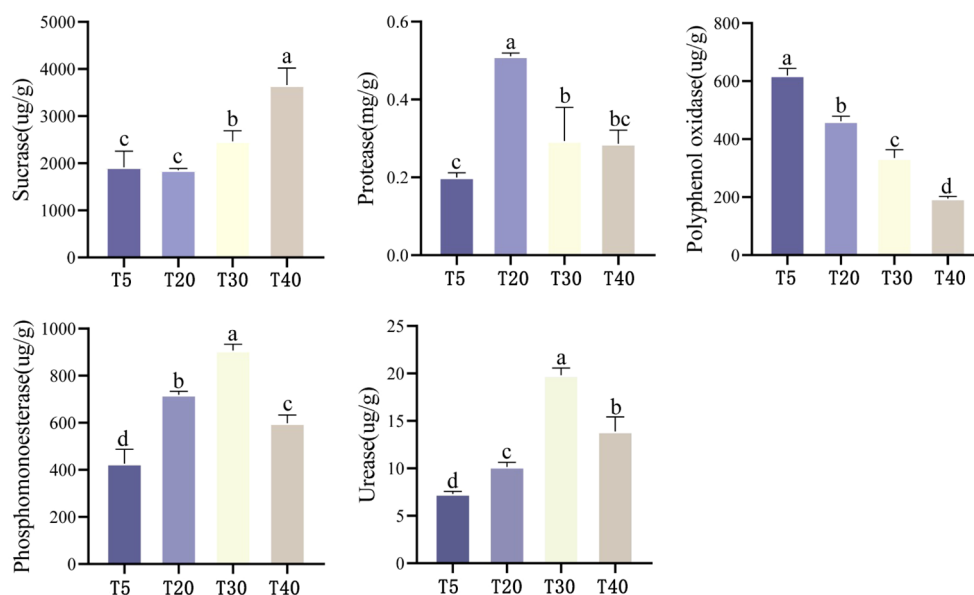 Sucrase(ug/g)
5000
4000
3000
2000
1000
0
c
c
b
a
T5 T20 T30 T40
Protease(mg/g)
0.6
0.4
0.2
0.0
c
a
b
bc
T5 T20 T30 T40
Polyphenol oxidase(ug/g)
800
600
400
200
0
a
b
c
d
T5 T20 T30 T40
Phosphomonoesterase(ug/g)
1000
800
600
400
200
0
d
b
a
c
T5 T20 T30 T40
Urease(ug/g)
25
20
15
10
5
0
d
c
a
b
T5 T20 T30 T40